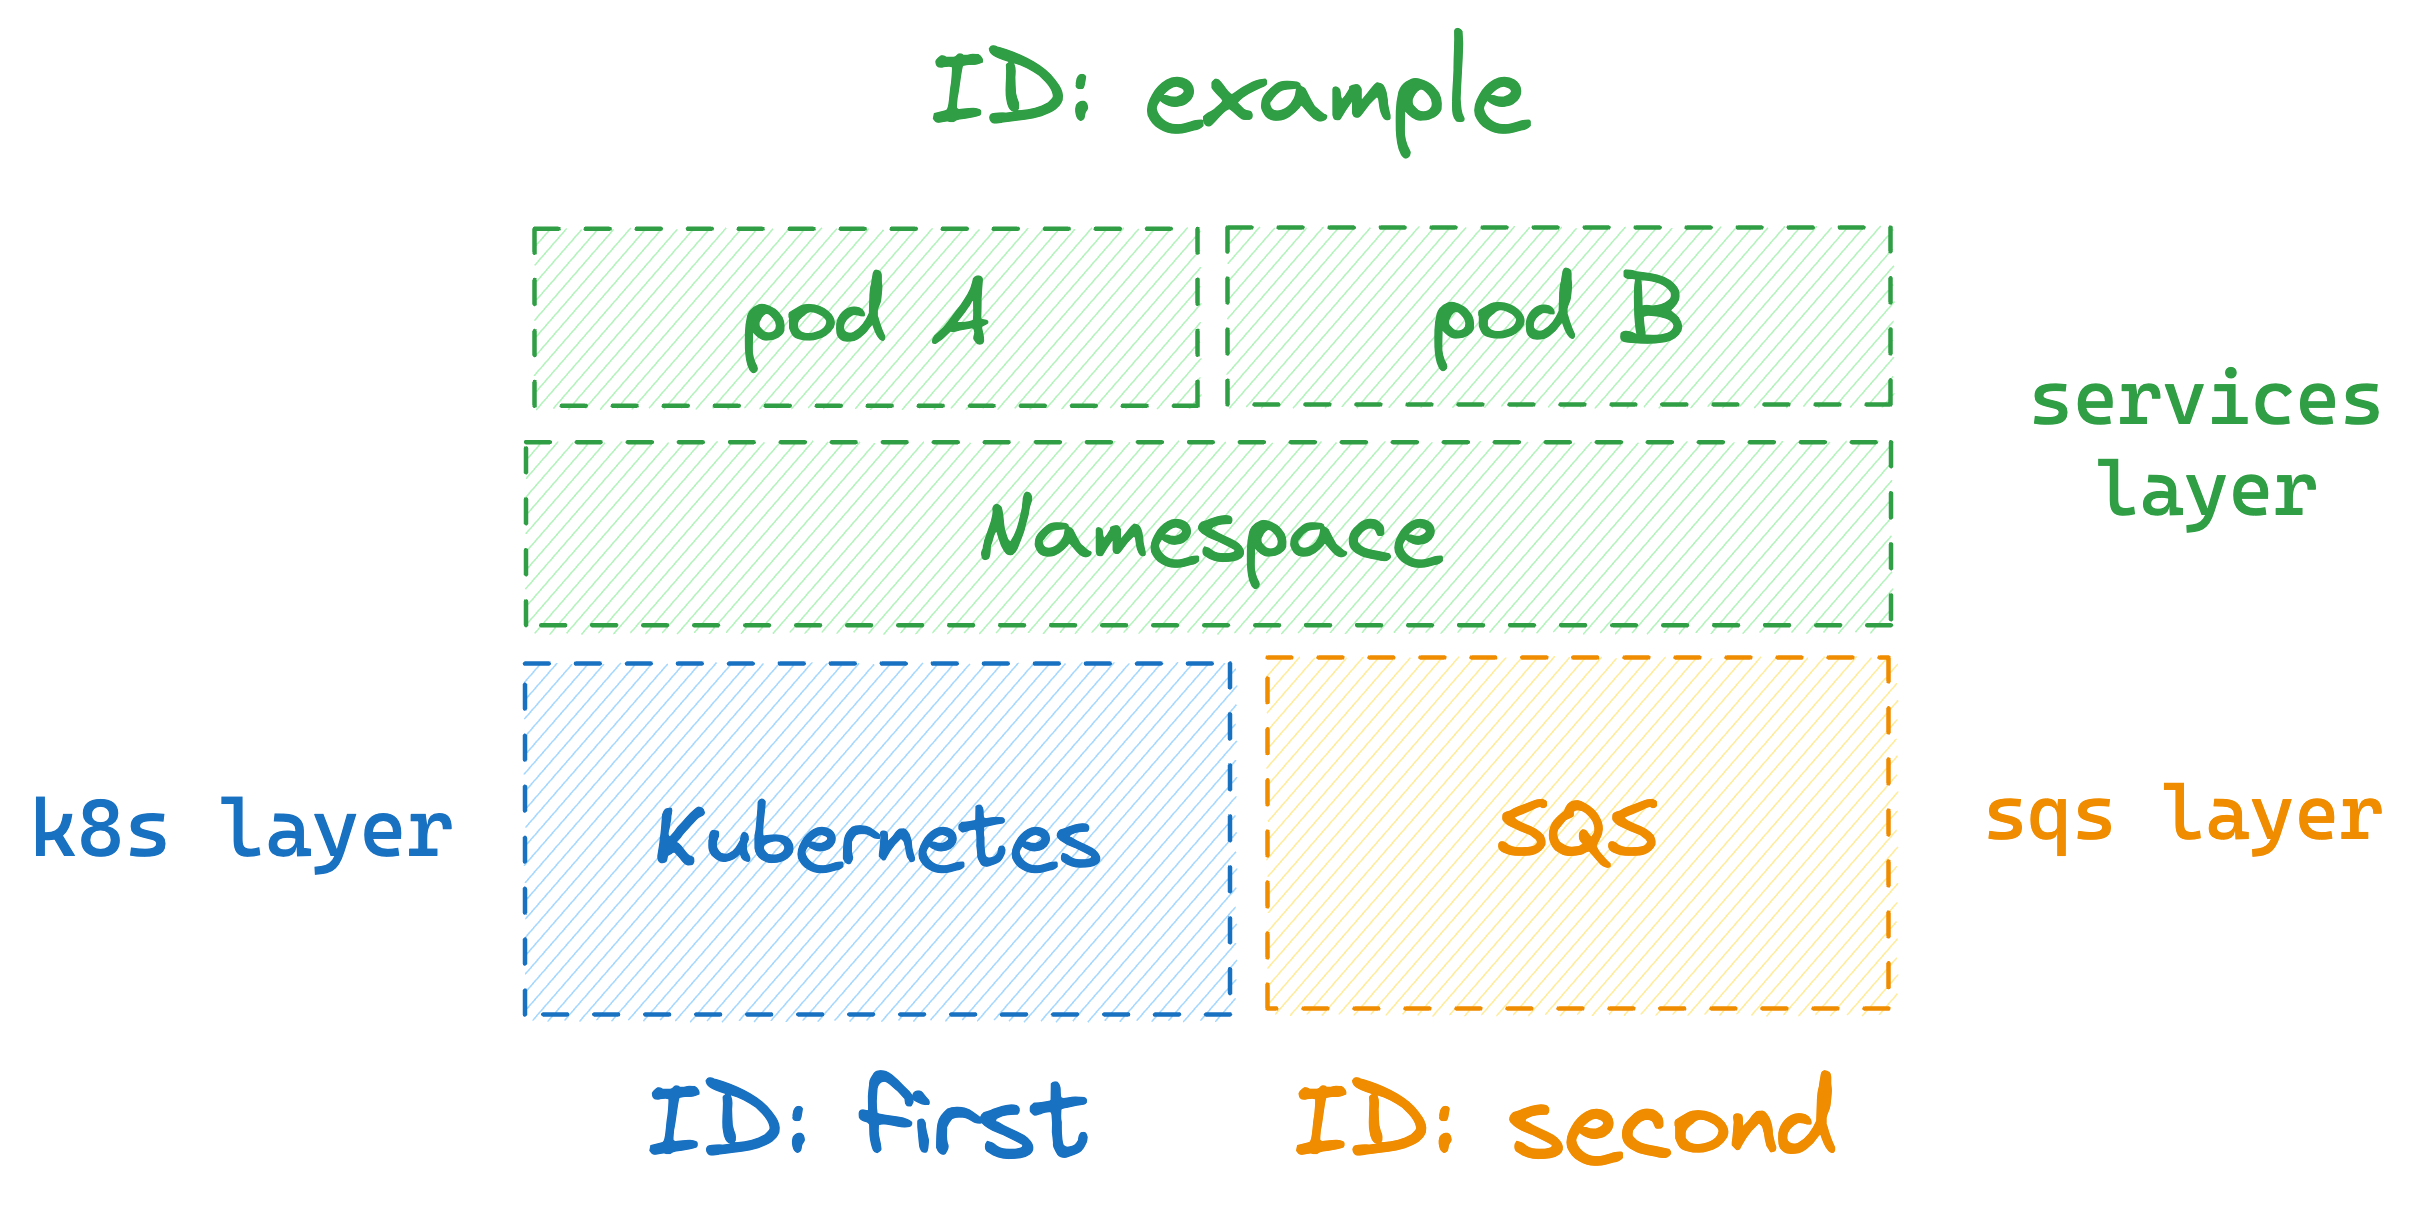 ID: example
pod A
pod B
services
layer
Namespace
k8s layer
Kubernetes
SQS
sqs layer
ID: first
ID: second